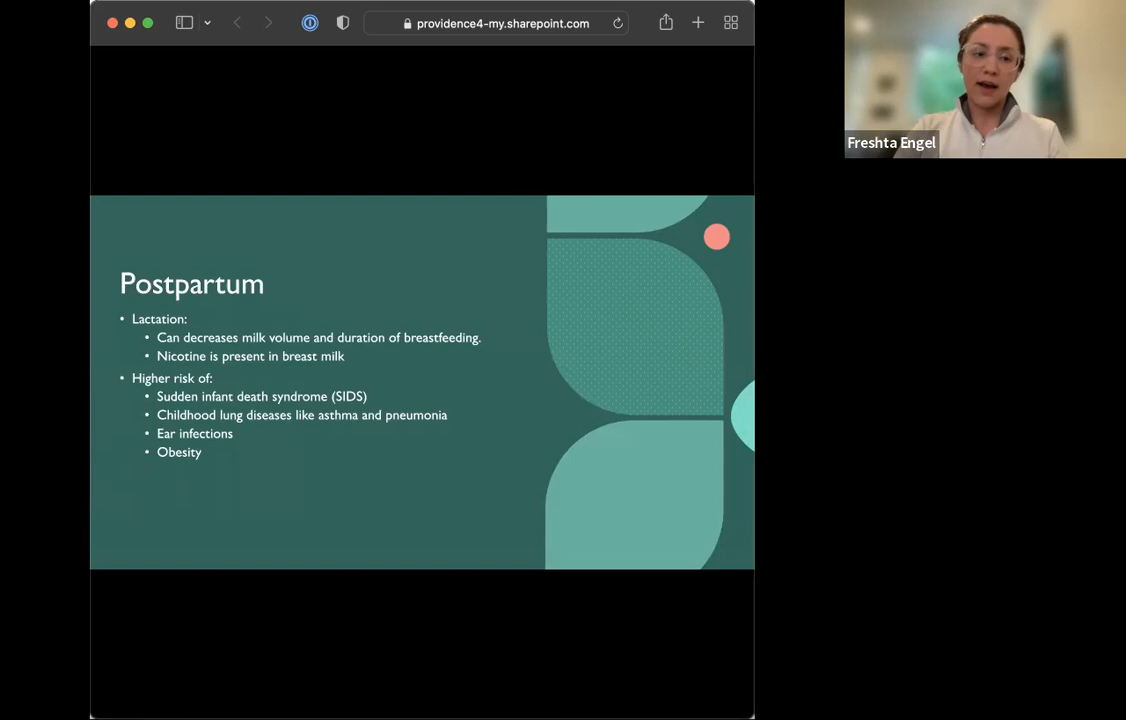 providence4-my.sharepoint.com
Freshta Engel
Postpartum
• Lactation:
• Can decreases milk volume and duration of breastfeeding.
• Nicotine is present in breast milk
• Higher risk of:
• Sudden infant death syndrome (SIDS)
• Childhood lung diseases like asthma and pneumonia
• Ear infections
• Obesity